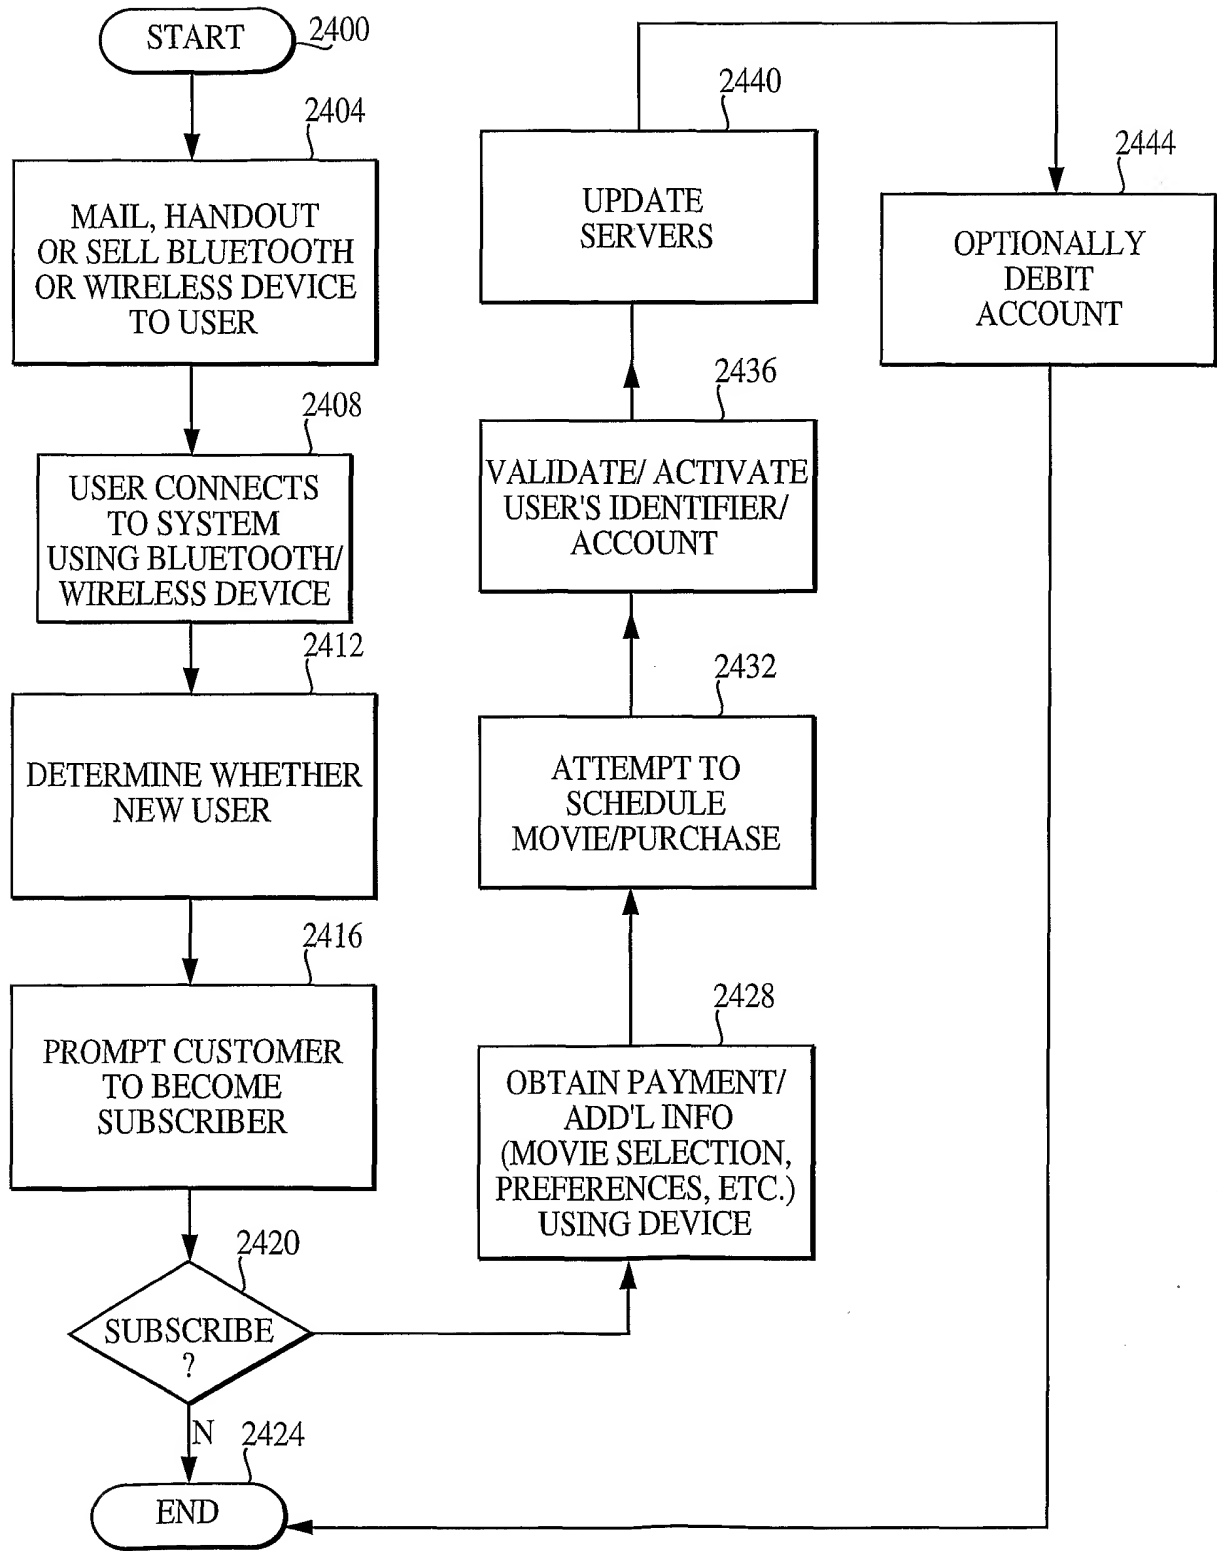 START
2400
2404
MAIL, HANDOUT
OR SELL BLUETOOTH
OR WIRELESS DEVICE
TO USER
2408
USER CONNECTS
TO SYSTEM
USING BLUETOOTH/
WIRELESS DEVICE
2412
DETERMINE WHETHER
NEW USER
2416
PROMPT CUSTOMER
TO BECOME
SUBSCRIBER
2420
SUBSCRIBE
?
N
2424
END
2428
OBTAIN PAYMENT/
ADD'L INFO
(MOVIE SELECTION,
PREFERENCES, ETC.)
USING DEVICE
2432
ATTEMPT TO
SCHEDULE
MOVIE/PURCHASE
2436
VALIDATE/ ACTIVATE
USER'S IDENTIFIER/
ACCOUNT
2440
UPDATE
SERVERS
2444
OPTIONALLY
DEBIT
ACCOUNT